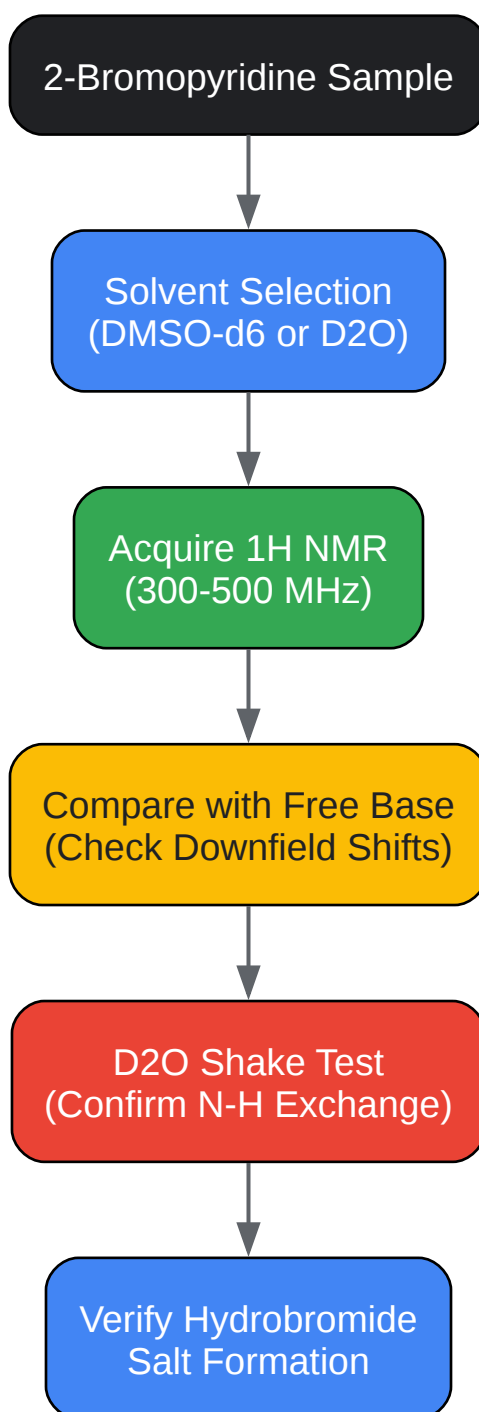 2-Bromopyridine Sample
Solvent Selection
(DMSO-d6 or D2O)
Acquire 1H NMR
(300-500 MHz)
Compare with Free Base
(Check Downfield Shifts)
D2O Shake Test
(Confirm N-H Exchange)
Verify Hydrobromide
Salt Formation